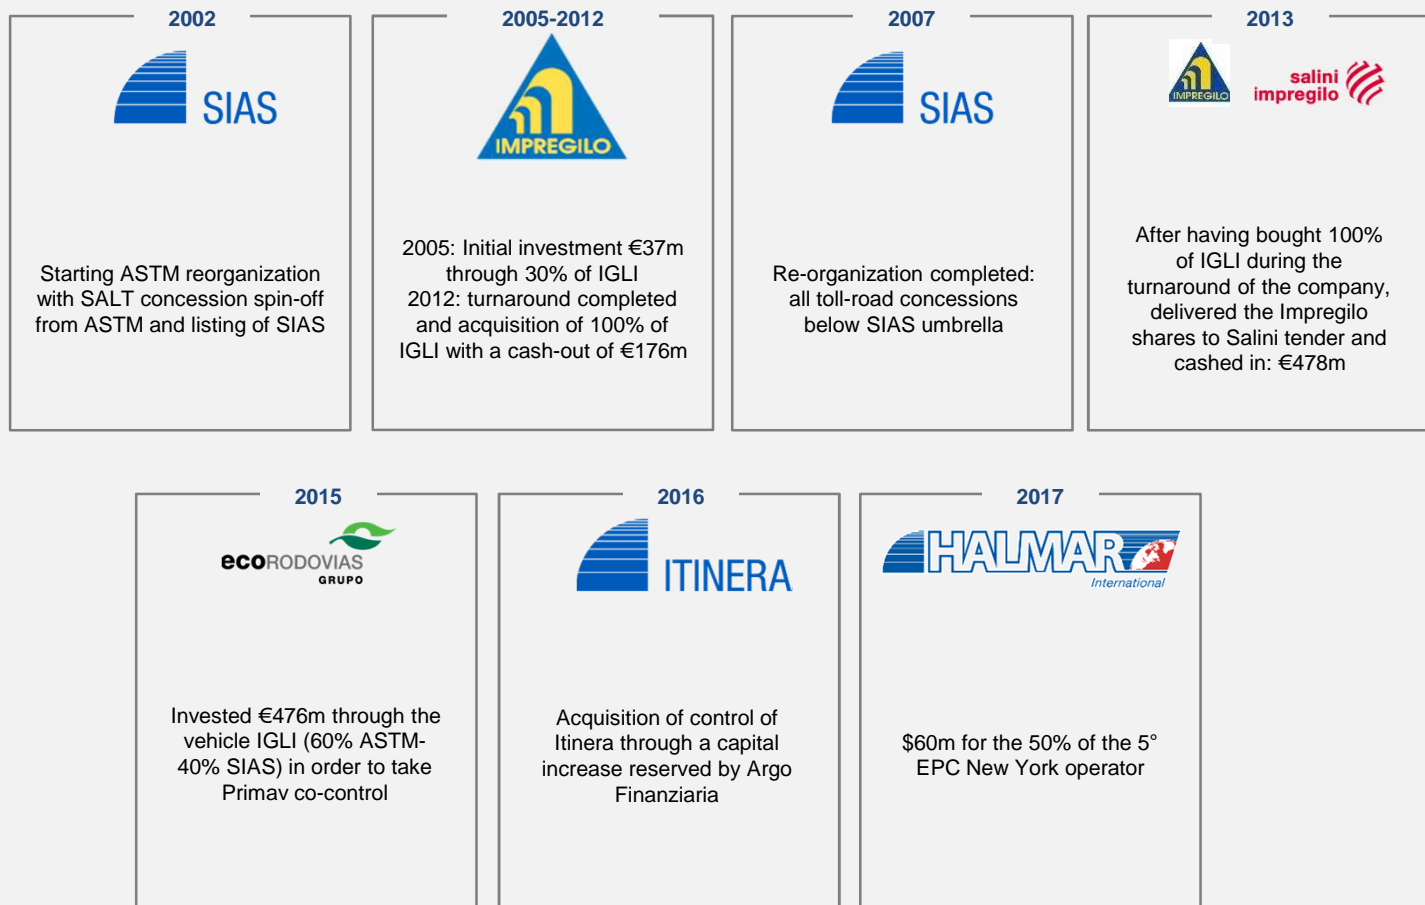 2002
SIAS
Starting ASTM reorganization
with SALT concession spin-off
from ASTM and listing of SIAS
2005-2012
IMPREGILO
2005: Initial investment €37m
through 30% of IGLI
2012: turnaround completed
and acquisition of 100% of
IGLI with a cash-out of €176m
2007
SIAS
Re-organization completed:
all toll-road concessions
below SIAS umbrella
2013
IMPREGILO
salini
impregilo
After having bought 100%
of IGLI during the
turnaround of the company,
delivered the Impregilo
shares to Salini tender and
cashed in: €478m
2015
ecoRODOVIAS
GRUPO
Invested €476m through the
vehicle IGLI (60% ASTM-
40% SIAS) in order to take
Primav co-control
2016
ITINERA
Acquisition of control of
Itinera through a capital
increase reserved by Argo
Finanziaria
2017
HALMAR
International
$60m for the 50% of the 5°
EPC New York operator